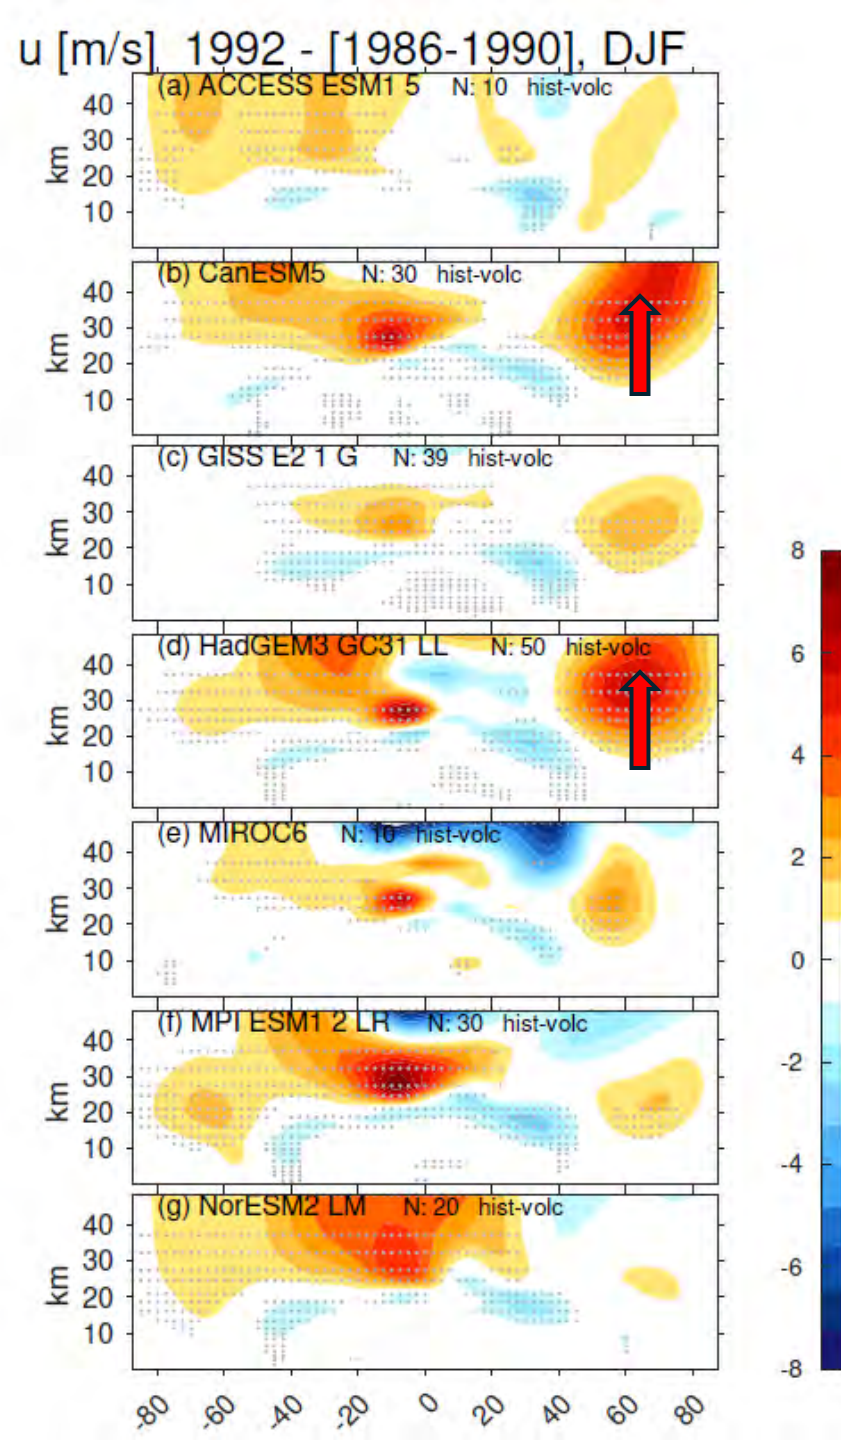 u [m/s] 1992 - [1986-1990], DJF
(a) ACCESS ESM1 5 N: 10 hist-volc
40
30
20
10
km
(b) CanESM5 N: 30 hist-volc
40
30
20
10
km
(c) GISS E2 1 G N: 39 hist-volc
40
30
20
10
km
(d) HadGEM3 GC31 LL N: 50 hist-volc
40
30
20
10
km
(e) MIROC6 N: 10 hist-volc
40
30
20
10
km
(f) MPI ESM1 2 LR N: 30 hist-volc
40
30
20
10
km
(g) NorESM2 LM N: 20 hist-volc
40
30
20
10
km
-80 -60 -40 -20 0 20 40 60 80
8
6
4
2
0
-2
-4
-6
-8